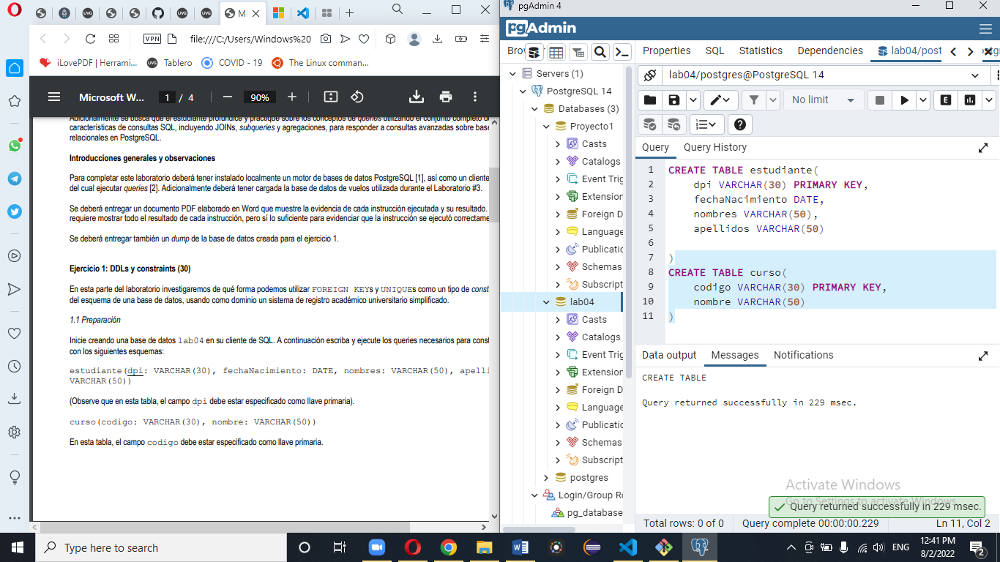 Mi
pgAdmin 4
VPN
file:///C:/Users/Windows%20
iLovePDF | Herrami...
Tablero
COVID - 19
The Linux comman...
Microsoft W...
1 / 4
90%
Adicionalmente se busca que el estudiante profundice y practique sobre los conceptos de queries utilizando el conjunto completo d
características de consultas SQL, incluyendo JOINs, subqueries y agregaciones, para responder a consultas avanzadas sobre base
relacionales en PostgreSQL.
Introducciones generales y observaciones
Para completar este laboratorio deberá tener instalado localmente un motor de bases de datos PostgreSQL [1], así como un cliente
del cual ejecutar queries [2]. Adicionalmente deberá tener cargada la base de datos de vuelos utilizada durante el Laboratorio #3.
Se deberá entregar un documento PDF elaborado en Word que muestre la evidencia de cada instrucción ejecutada y su resultado.
requiere mostrar todo el resultado de cada instrucción, pero sí lo suficiente para evidenciar que la instrucción se ejecutó correctame
Se deberá entregar también un dump de la base de datos creada para el ejercicio 1.
Ejercicio 1: DDLs y constraints (30)
En esta parte del laboratorio investigaremos de qué forma podemos utilizar FOREIGN KEYs y UNIQUEs como un tipo de const
del esquema de una base de datos, usando como dominio un sistema de registro académico universitario simplificado.
1.1 Preparación
Inicie creando una base de datos lab04 en su cliente de SQL. A continuación escriba y ejecute los queries necesarios para const
con los siguientes esquemas:
estudiante(dpi: VARCHAR(30), fechaNacimiento: DATE, nombres: VARCHAR(50), apelli
VARCHAR(50))
(Observe que en esta tabla, el campo dpi debe estar especificado como llave primaria).
curso(codigo: VARCHAR(30), nombre: VARCHAR(50))
En esta tabla, el campo codigo debe estar especificado como llave primaria.
pgAdmin
Brow
Servers (1)
PostgreSQL 14
Databases (3)
Proyecto1
Casts
Catalogs
Event Trig
Extension
Foreign D
Language
Publicatic
Schemas
Subscript
lab04
Casts
Catalogs
Event Trig
Extension
Foreign D
Language
Publicatic
Schemas
Subscript
postgres
Login/Group Ro
pg_database
Properties
SQL
Statistics
Dependencies
Dependents
lab04/post
lab04/postgres@PostgreSQL 14
No limit
E
Query
Query History
1 CREATE TABLE estudiante(
2 dpi VARCHAR(30) PRIMARY KEY,
3 fechaNacimiento DATE,
4 nombres VARCHAR(50),
5 apellidos VARCHAR(50)
6
7 )
8 CREATE TABLE curso(
9 codigo VARCHAR(30) PRIMARY KEY,
10 nombre VARCHAR(50)
11 )
Data output
Messages
Notifications
CREATE TABLE
Query returned successfully in 229 msec.
Activate Windows
Go to Settings to activate Windows.
Query returned successfully in 229 msec.
Total rows: 0 of 0
Query complete 00:00:00.229
Ln 11, Col 2
Type here to search
ENG
12:41 PM
8/2/2022
2